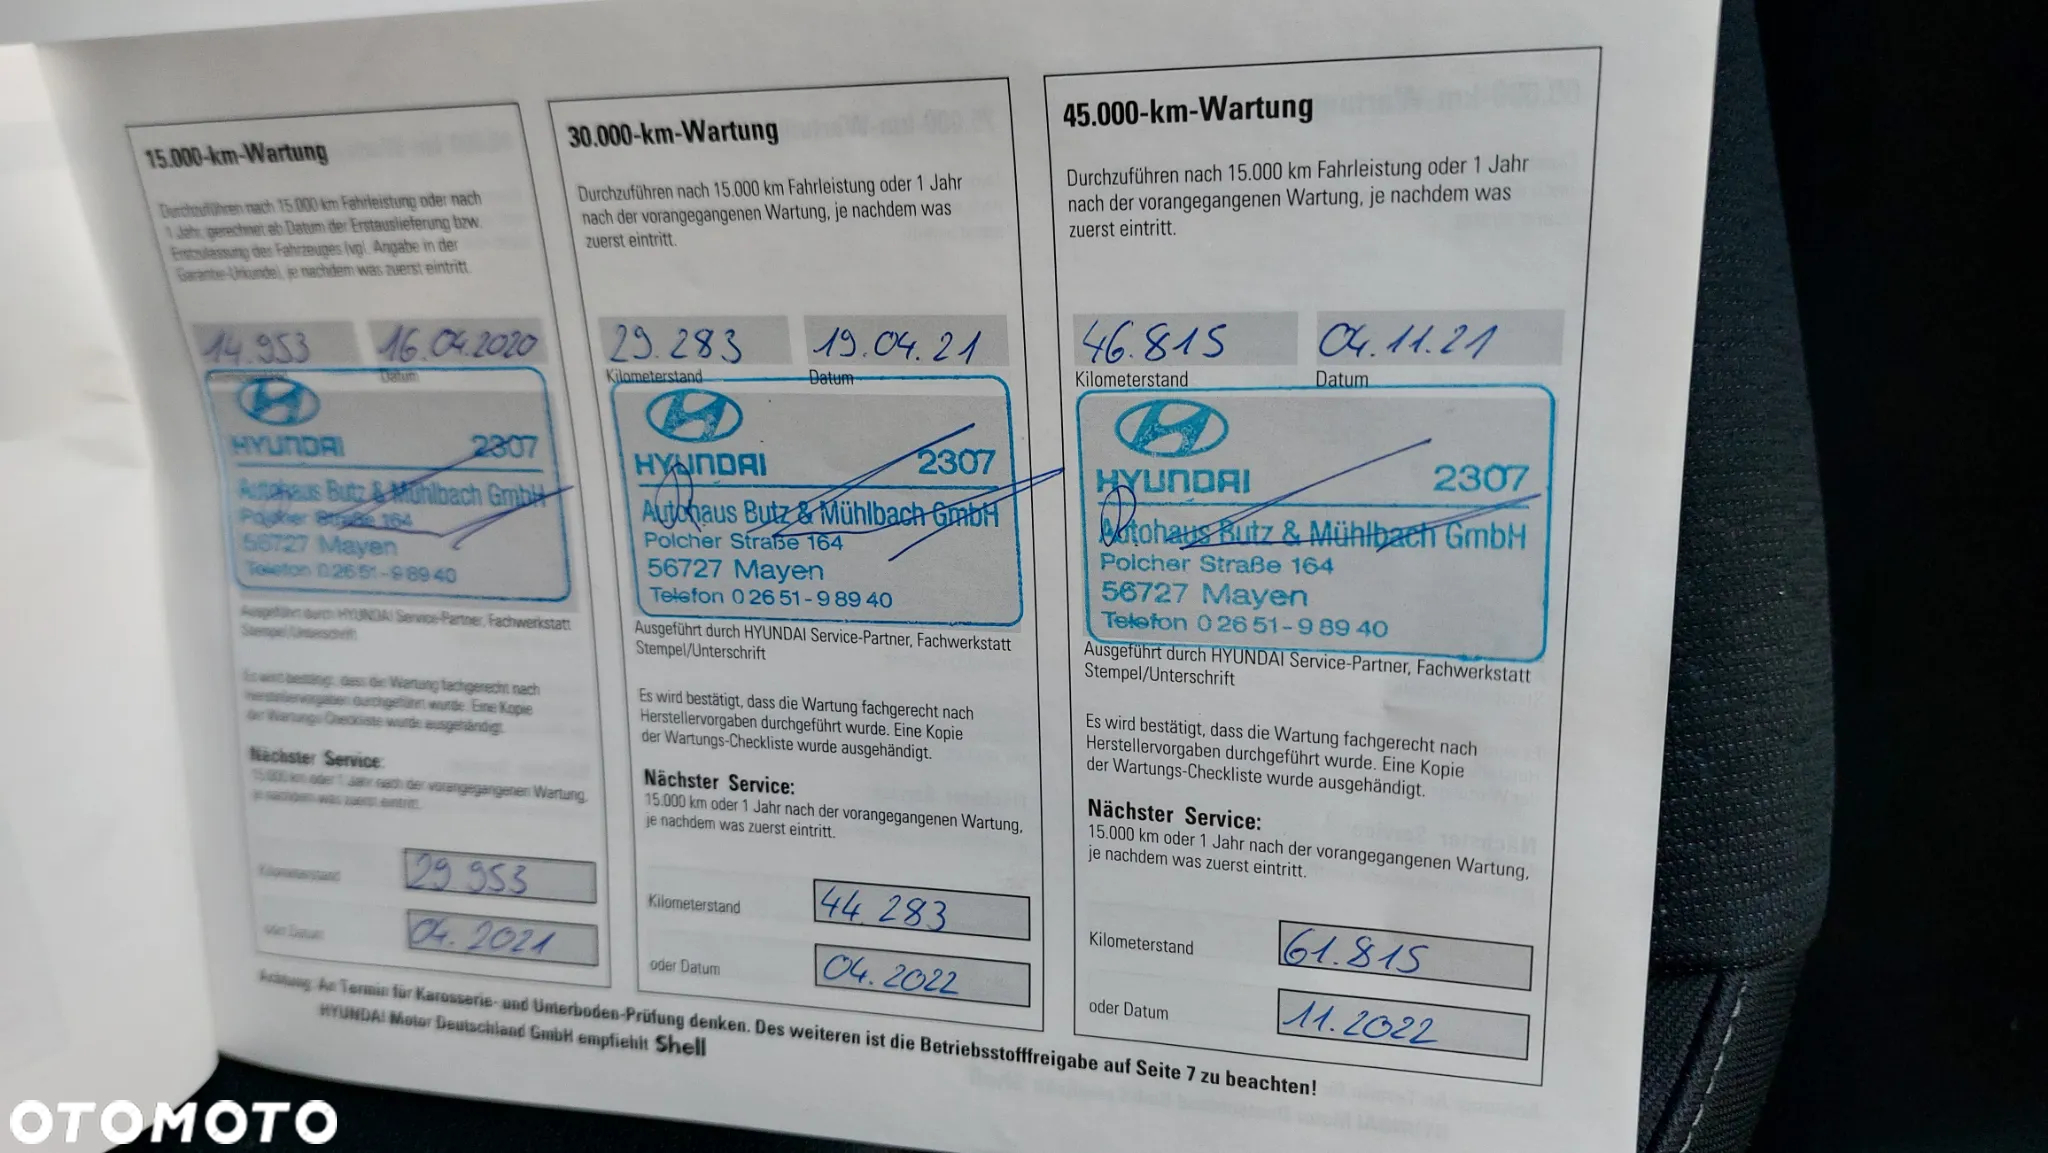 15.000-km-Wartung
Durchzuführen nach 15.000 km Fahrleistung oder nach
1 Jahr, gerechnet ab Datum der Erstauslieferung bzw.
Erstzulassung des Fahrzeuges (vgl. Angabe in der
Garantie-Urkunde), je nachdem was zuerst eintritt.
14.953 16.04.2020
Datum
HYUNDAI 2307
Autohaus Butz & Mühlbach GmbH
Polcher Straße 164
56727 Mayen
Telefon 0 26 51 - 9 89 40
Ausgeführt durch HYUNDAI Service-Partner, Fachwerkstatt
Stempel/Unterschrift
Es wird bestätigt, dass die Wartung fachgerecht nach
Herstellervorgaben durchgeführt wurde. Eine Kopie
der Wartungs-Checkliste wurde ausgehändigt.
Nächster Service:
15.000 km oder 1 Jahr nach der vorangegangenen Wartung,
je nachdem was zuerst eintritt.
Kilometerstand 29 953
oder Datum 04. 2021
30.000-km-Wartung
Durchzuführen nach 15.000 km Fahrleistung oder 1 Jahr
nach der vorangegangenen Wartung, je nachdem was
zuerst eintritt.
29.283 19.04.21
Kilometerstand Datum
HYUNDAI 2307
Autohaus Butz & Mühlbach GmbH
Polcher Straße 164
56727 Mayen
Telefon 0 26 51 - 9 89 40
Ausgeführt durch HYUNDAI Service-Partner, Fachwerkstatt
Stempel/Unterschrift
Es wird bestätigt, dass die Wartung fachgerecht nach
Herstellervorgaben durchgeführt wurde. Eine Kopie
der Wartungs-Checkliste wurde ausgehändigt.
Nächster Service:
15.000 km oder 1 Jahr nach der vorangegangenen Wartung,
je nachdem was zuerst eintritt.
Kilometerstand 44. 283
oder Datum 04. 2022
45.000-km-Wartung
Durchzuführen nach 15.000 km Fahrleistung oder 1 Jahr
nach der vorangegangenen Wartung, je nachdem was
zuerst eintritt.
46.815 04.11.21
Kilometerstand Datum
HYUNDAI 2307
Autohaus Butz & Mühlbach GmbH
Polcher Straße 164
56727 Mayen
Telefon 0 26 51 - 9 89 40
Ausgeführt durch HYUNDAI Service-Partner, Fachwerkstatt
Stempel/Unterschrift
Es wird bestätigt, dass die Wartung fachgerecht nach
Herstellervorgaben durchgeführt wurde. Eine Kopie
der Wartungs-Checkliste wurde ausgehändigt.
Nächster Service:
15.000 km oder 1 Jahr nach der vorangegangenen Wartung,
je nachdem was zuerst eintritt.
Kilometerstand 61.815
oder Datum 11.2022
Achtung: An Termin für Karosserie- und Unterboden-Prüfung denken. Des weiteren ist die Betriebsstofffreigabe auf Seite 7 zu beachten!
HYUNDAI Motor Deutschland GmbH empfiehlt Shell
OTOMOTO